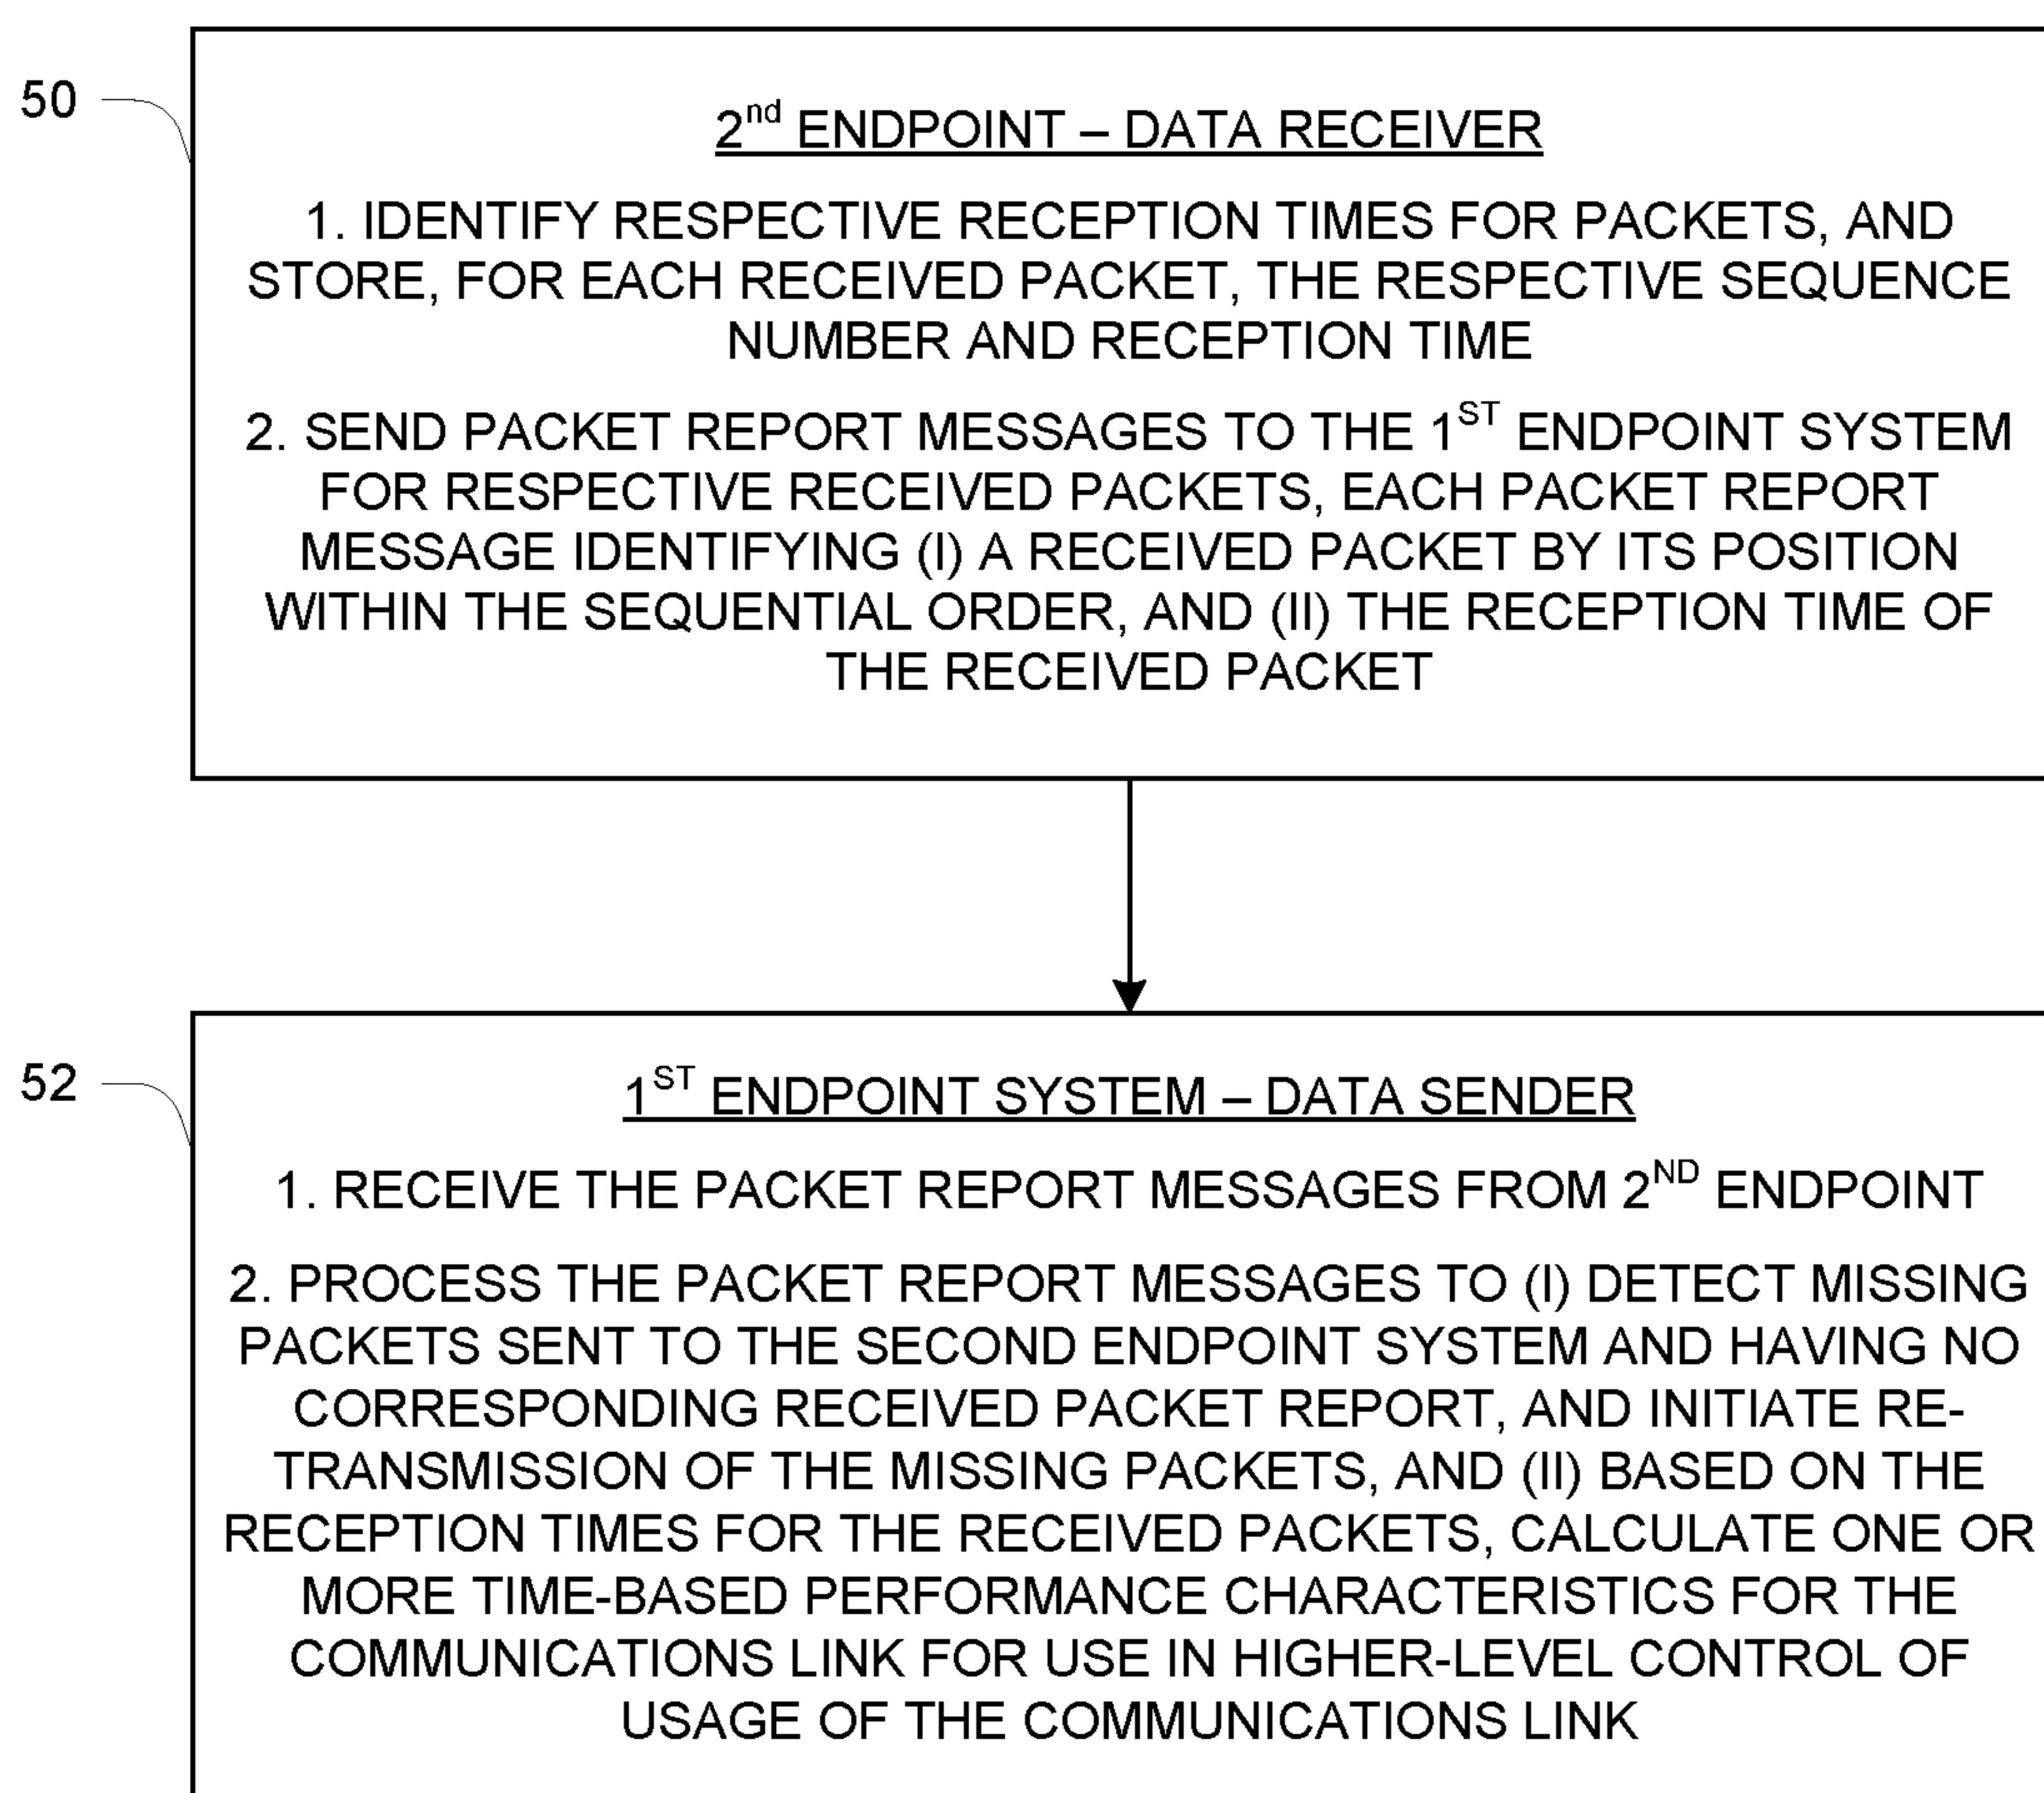 50
2nd ENDPOINT – DATA RECEIVER
1. IDENTIFY RESPECTIVE RECEPTION TIMES FOR PACKETS, AND
STORE, FOR EACH RECEIVED PACKET, THE RESPECTIVE SEQUENCE
NUMBER AND RECEPTION TIME
2. SEND PACKET REPORT MESSAGES TO THE 1ST ENDPOINT SYSTEM
FOR RESPECTIVE RECEIVED PACKETS, EACH PACKET REPORT
MESSAGE IDENTIFYING (I) A RECEIVED PACKET BY ITS POSITION
WITHIN THE SEQUENTIAL ORDER, AND (II) THE RECEPTION TIME OF
THE RECEIVED PACKET
52
1ST ENDPOINT SYSTEM – DATA SENDER
1. RECEIVE THE PACKET REPORT MESSAGES FROM 2ND ENDPOINT
2. PROCESS THE PACKET REPORT MESSAGES TO (I) DETECT MISSING
PACKETS SENT TO THE SECOND ENDPOINT SYSTEM AND HAVING NO
CORRESPONDING RECEIVED PACKET REPORT, AND INITIATE RE-
TRANSMISSION OF THE MISSING PACKETS, AND (II) BASED ON THE
RECEPTION TIMES FOR THE RECEIVED PACKETS, CALCULATE ONE OR
MORE TIME-BASED PERFORMANCE CHARACTERISTICS FOR THE
COMMUNICATIONS LINK FOR USE IN HIGHER-LEVEL CONTROL OF
USAGE OF THE COMMUNICATIONS LINK